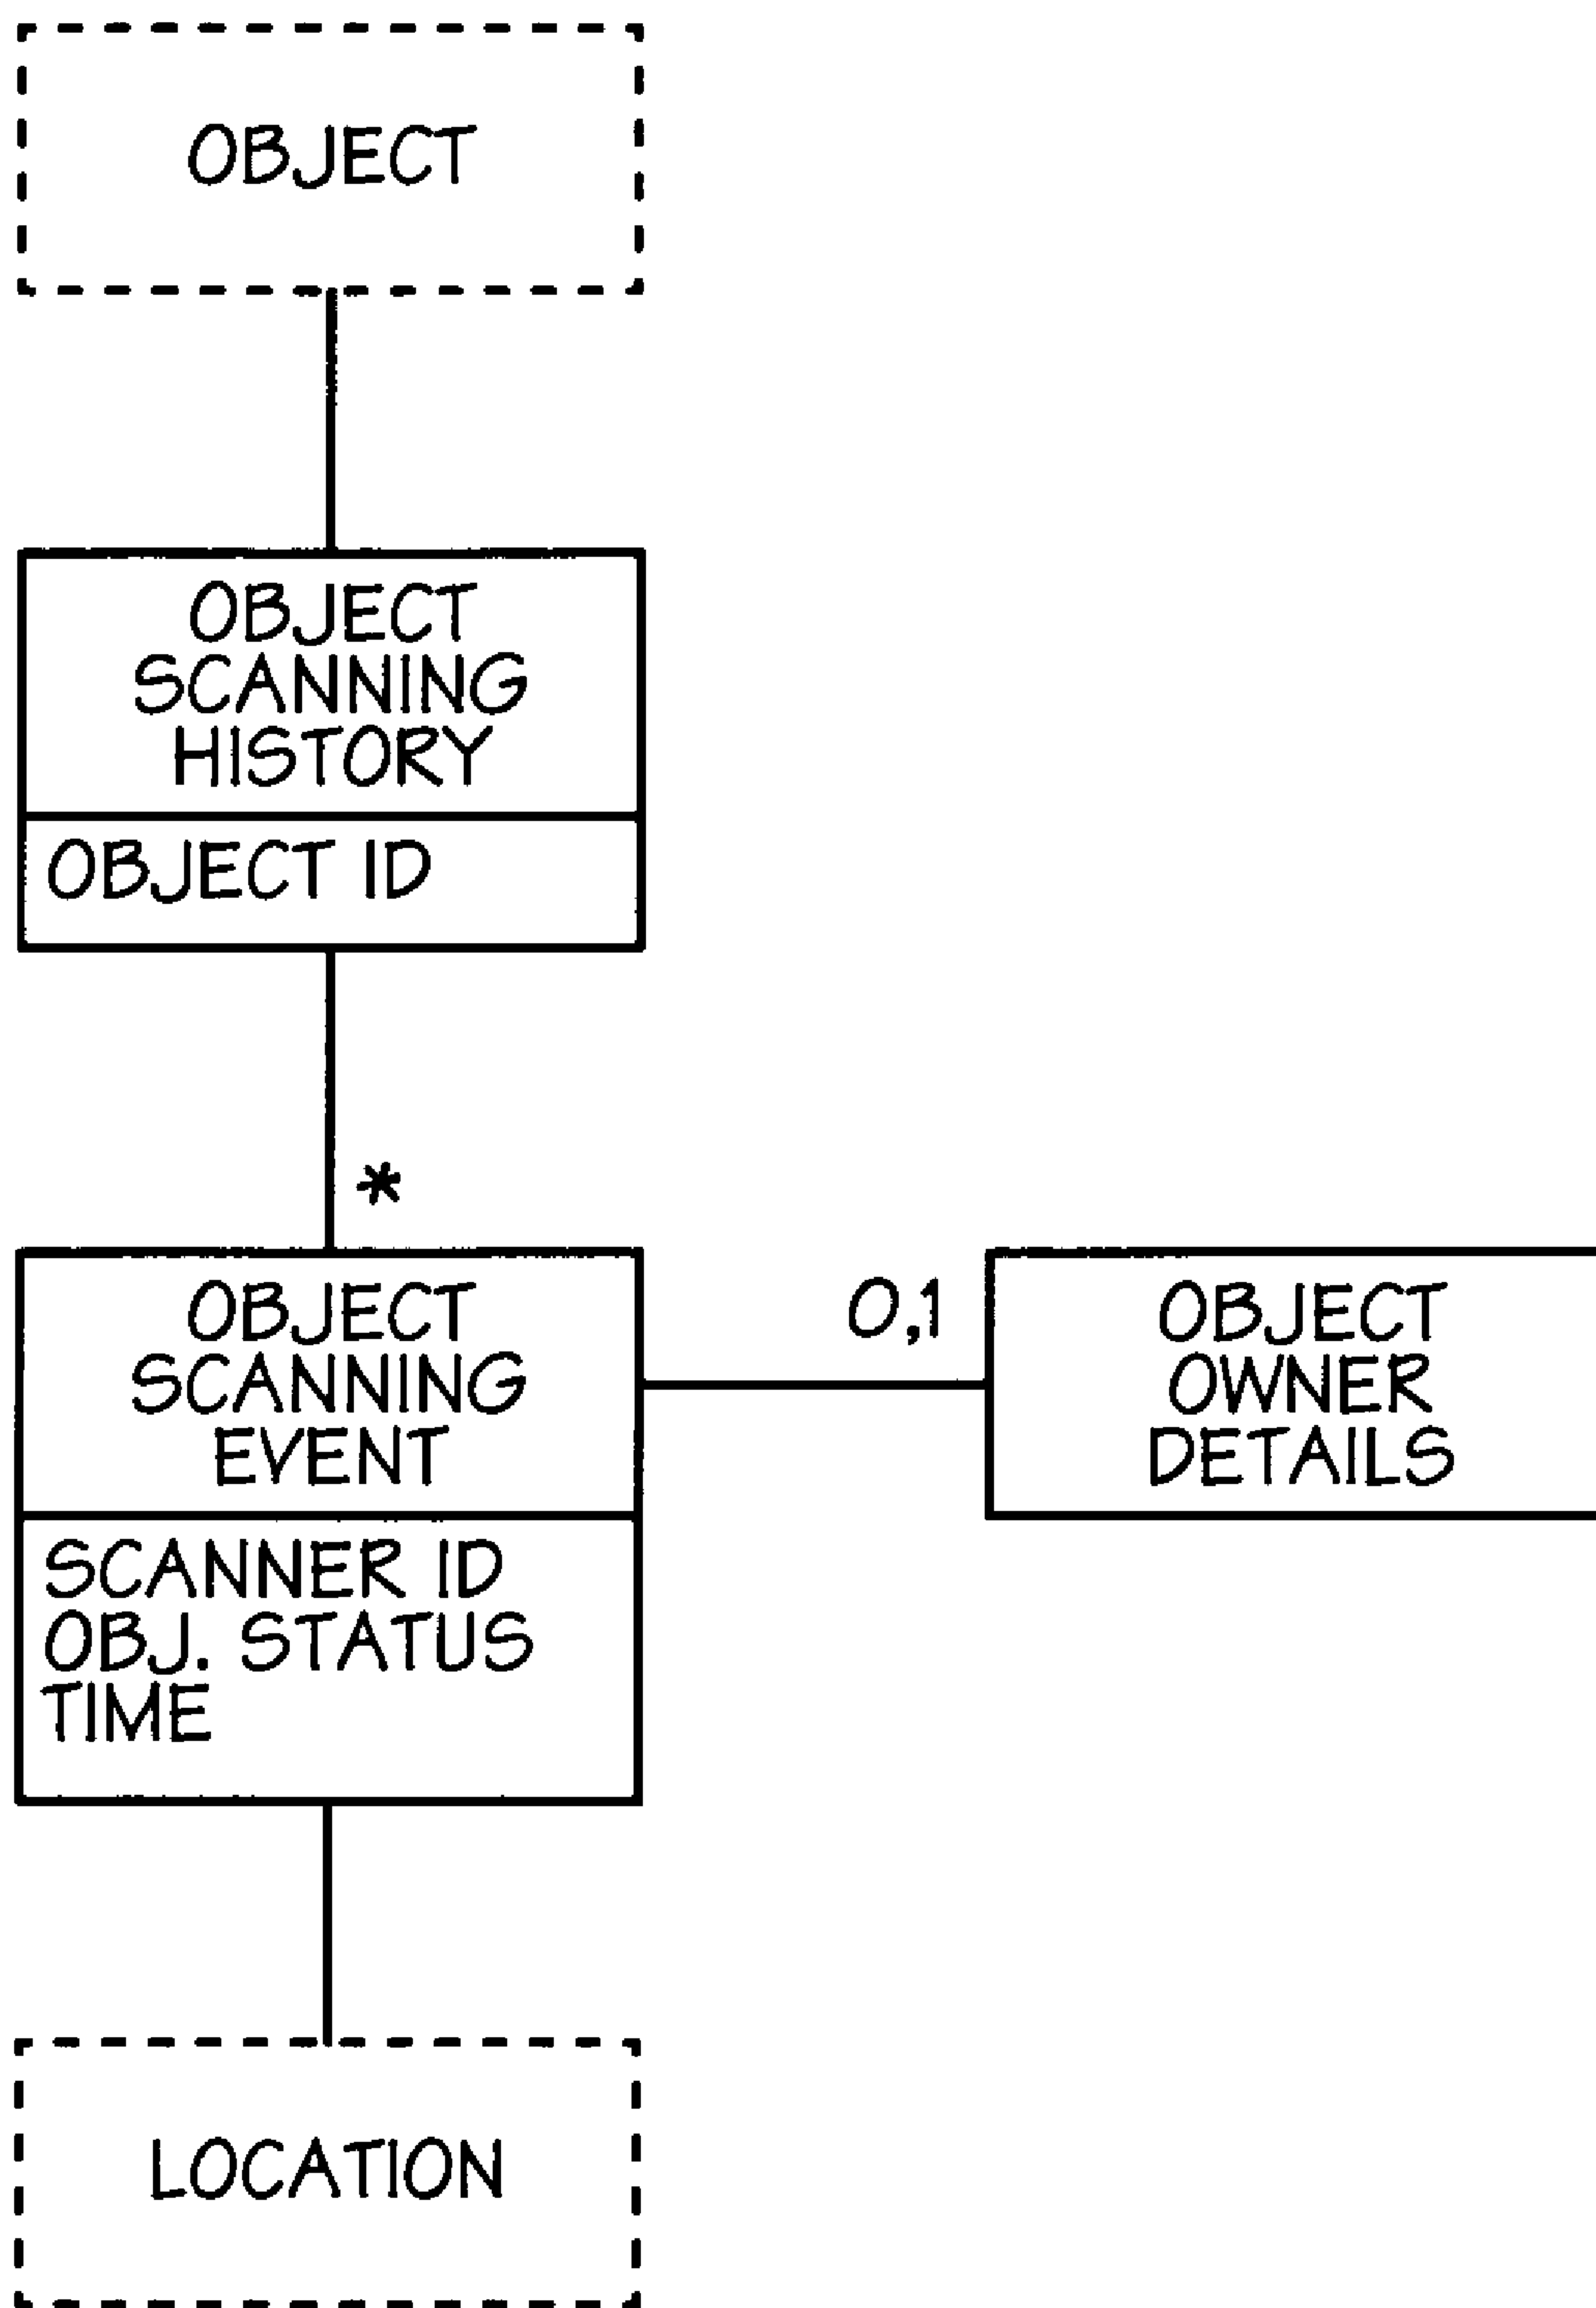 OBJECT
OBJECT
SCANNING
HISTORY
OBJECT ID
*
OBJECT
SCANNING
EVENT
SCANNER ID
OBJ. STATUS
TIME
0,1
OBJECT
OWNER
DETAILS
LOCATION